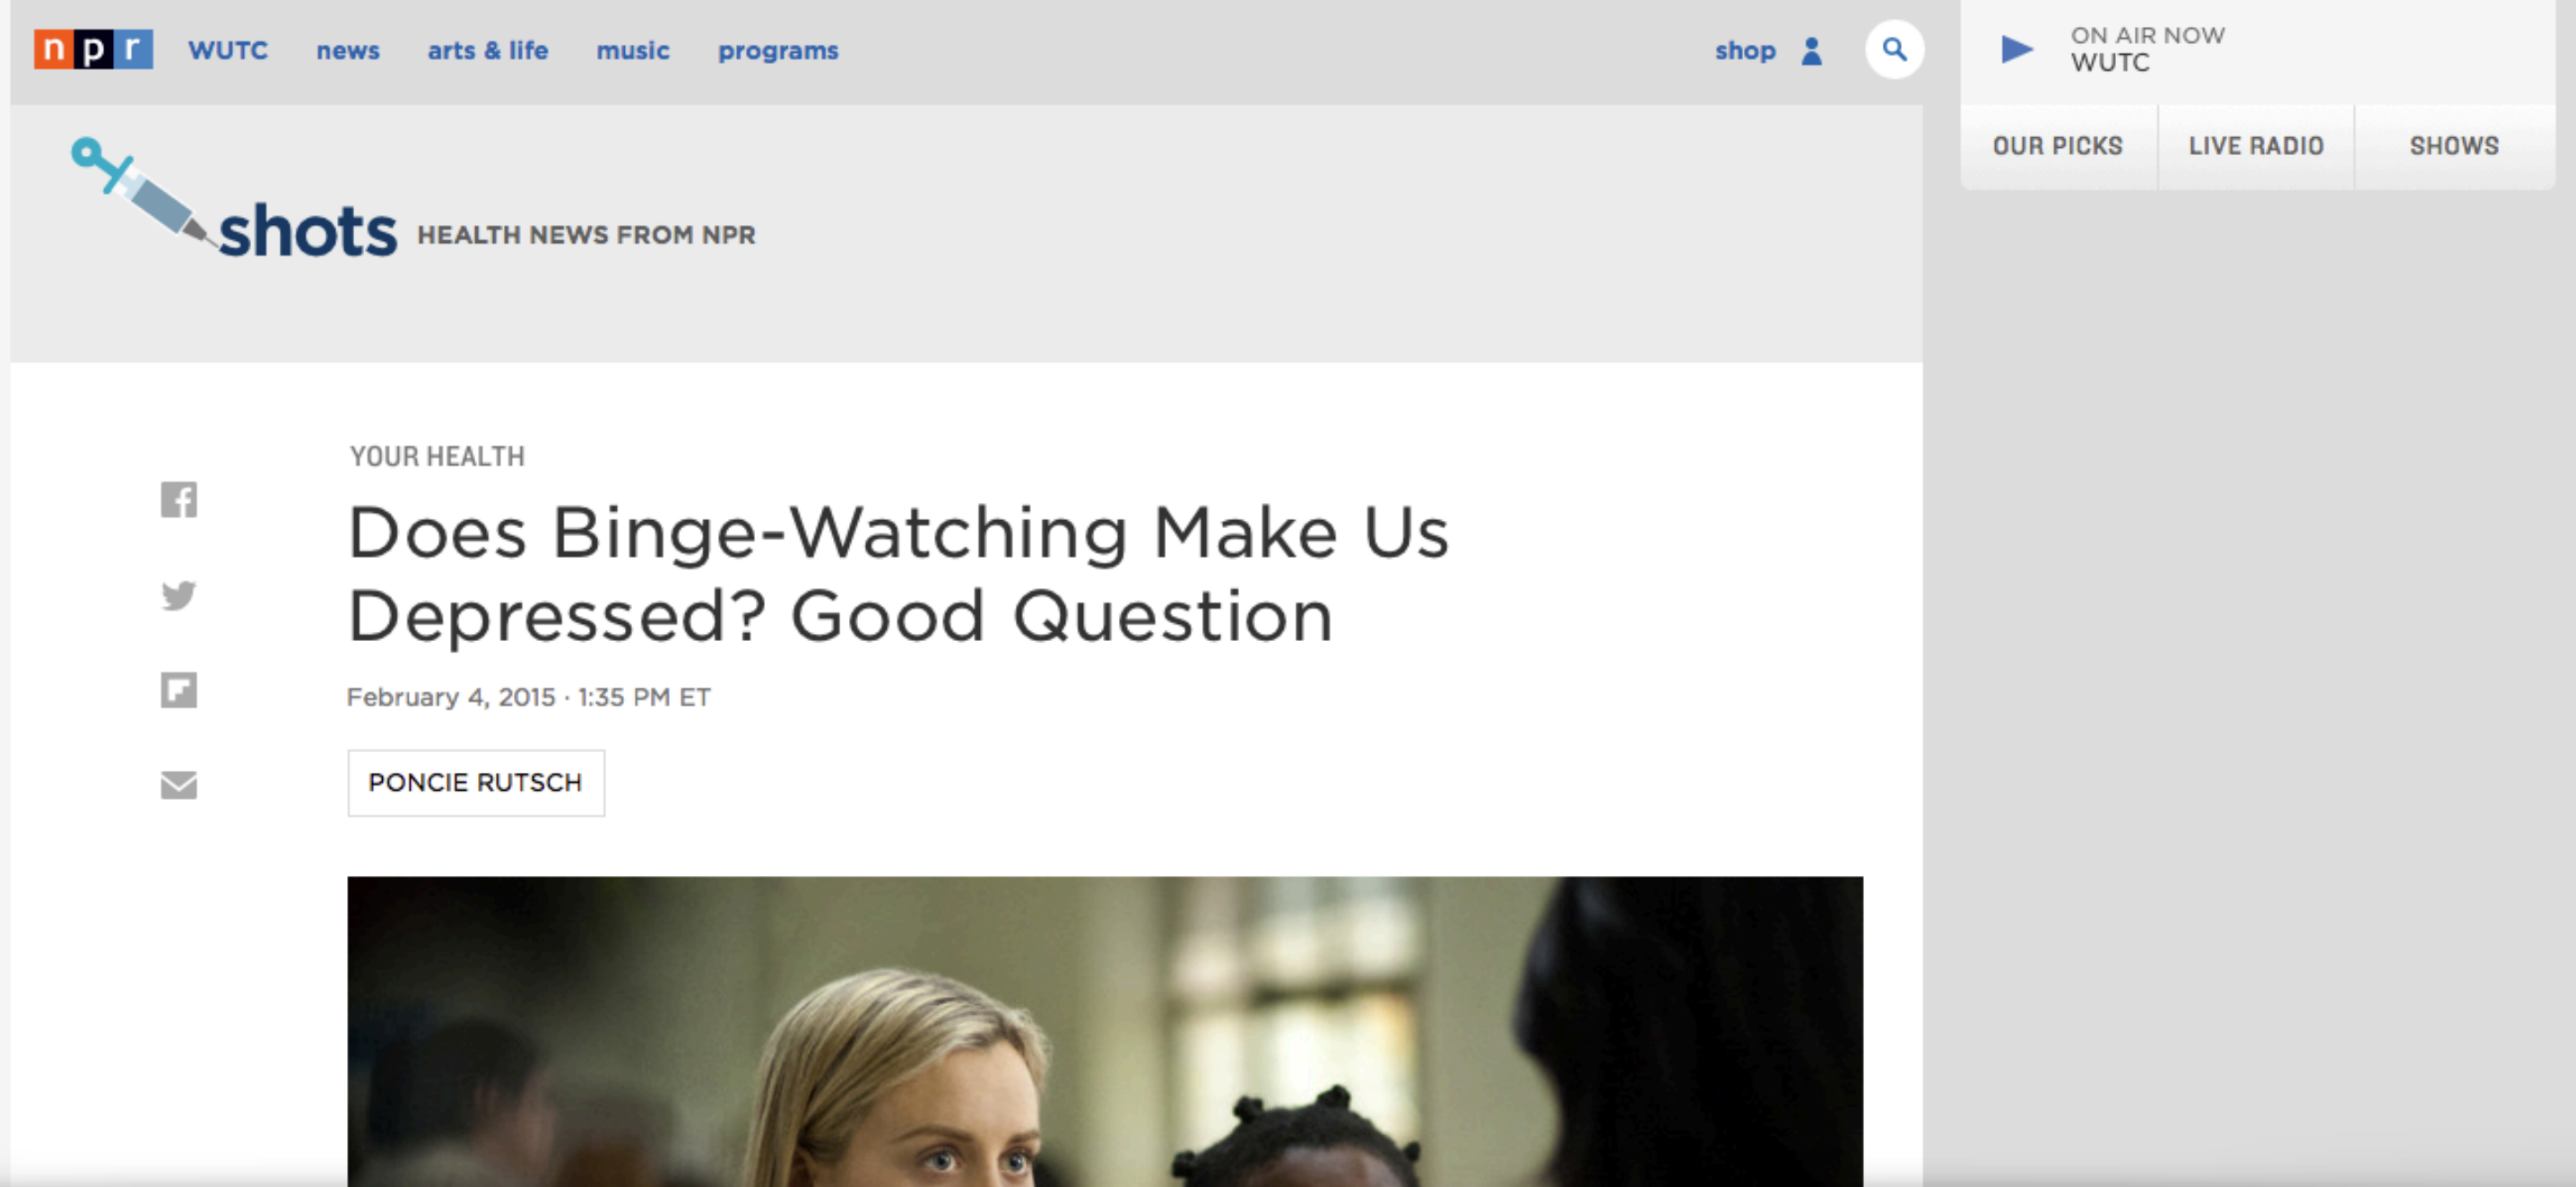 npr WUTC news arts & life music programs shop
ON AIR NOW
WUTC
OUR PICKS LIVE RADIO SHOWS
shots HEALTH NEWS FROM NPR
YOUR HEALTH
Does Binge-Watching Make Us
Depressed? Good Question
February 4, 2015 · 1:35 PM ET
PONCIE RUTSCH